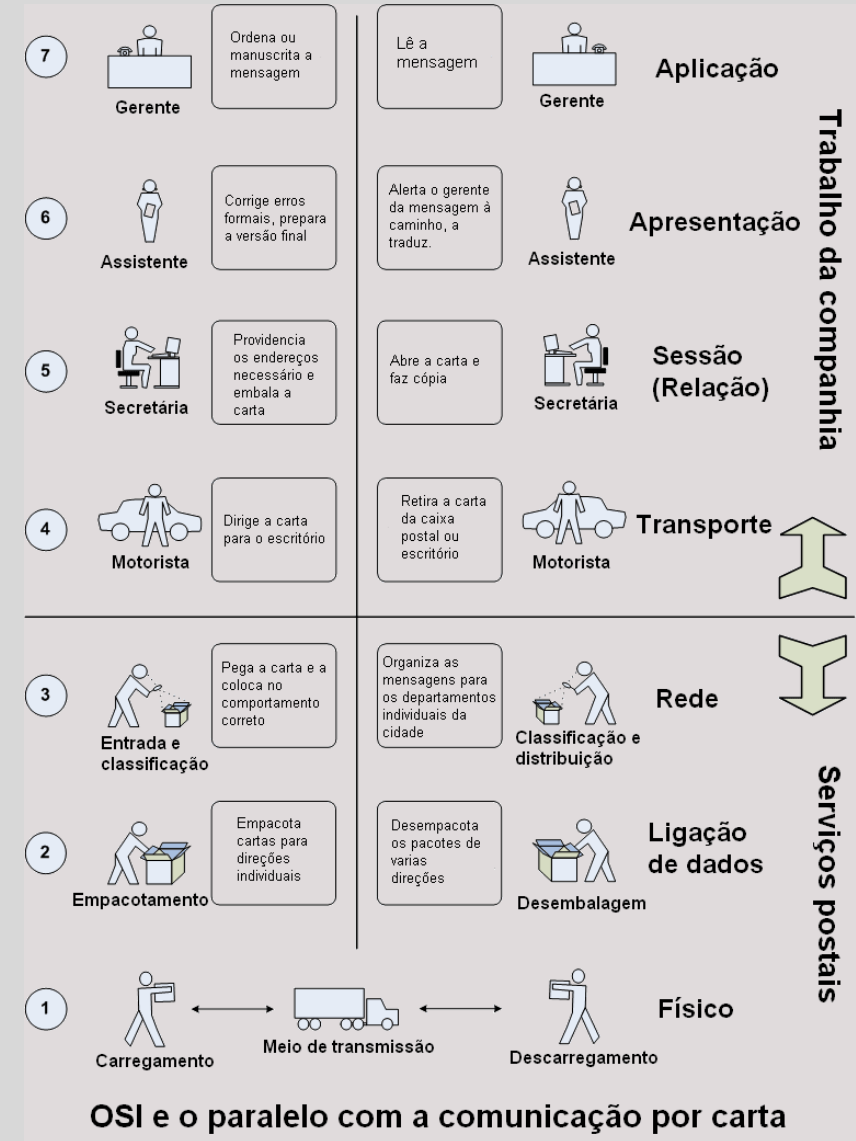 7
Gerente
Ordena ou
manuscrita a
mensagem
Lê a
mensagem
Gerente
Aplicação
6
Assistente
Corrige erros
formais, prepara
a versão final
Alerta o gerente
da mensagem à
caminho, a
traduz.
Assistente
Apresentação
5
Secretária
Providencia
os endereços
necessário e
embala a
carta
Abre a carta e
faz cópia
Secretária
Sessão
(Relação)
4
Motorista
Dirige a carta
para o escritório
Retira a carta
da caixa
postal ou
escritório
Motorista
Transporte
Trabalho da companhia
3
Entrada e
classificação
Pega a carta e a
coloca no
comportamento
correto
Organiza as
mensagens para
os departamentos
individuais da
cidade
Classificação e
distribuição
Rede
2
Empacotamento
Empacota
cartas para
direções
individuais
Desempacota
os pacotes de
varias
direções
Desembalagem
Ligação
de dados
1
Carregamento
Meio de transmissão
Descarregamento
Físico
Serviços postais
OSI e o paralelo com a comunicação por carta